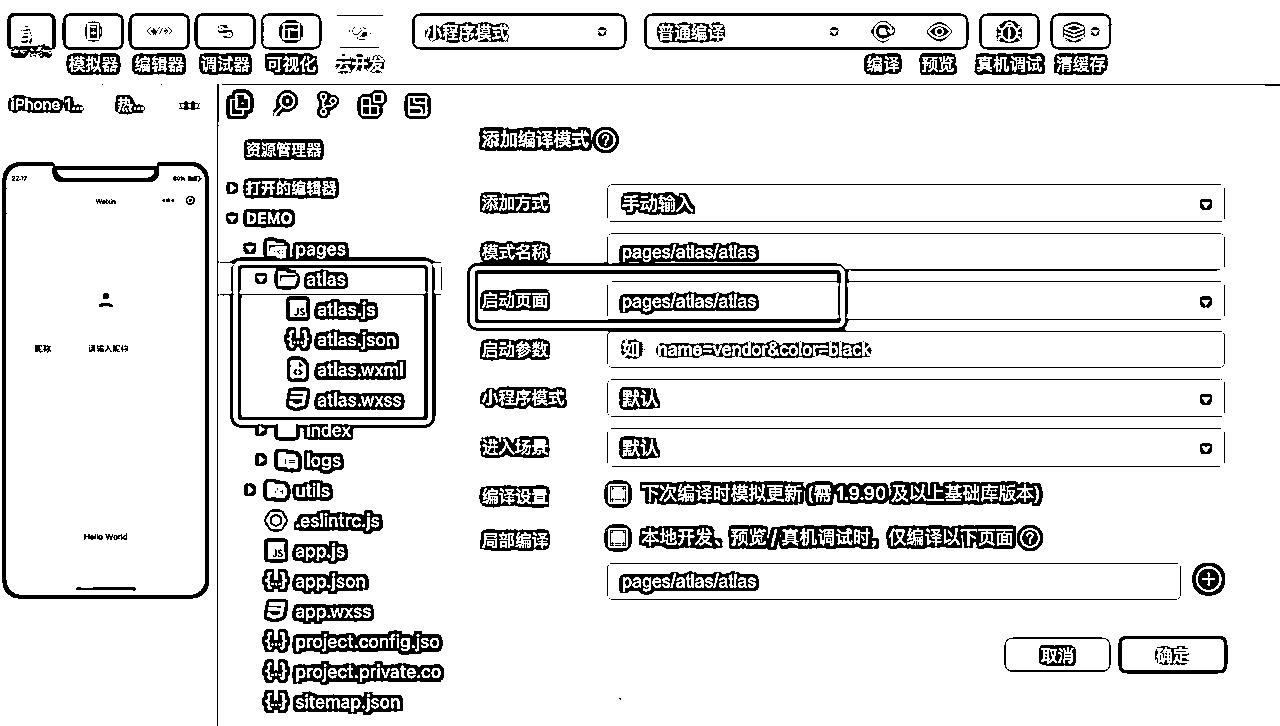 小程序模式
普通编译
模拟器 编辑器 调试器 可视化 云开发 编译 预览 真机调试 清缓存
iPhone 1... 热...
资源管理器
打开的编辑器
DEMO
pages
atlas
atlas.js
atlas.json
atlas.wxml
atlas.wxss
index
logs
utils
.eslintrc.js
app.js
app.json
app.wxss
project.config.jso
project.private.co
sitemap.json
22:17
Weixin
昵称 请输入昵称
Hello World
添加编译模式
添加方式 手动输入
模式名称 pages/atlas/atlas
启动页面 pages/atlas/atlas
启动参数 如 name=vendor&color=black
小程序模式 默认
进入场景 默认
编译设置 下次编译时模拟更新 (需 1.9.90 及以上基础库版本)
局部编译 本地开发、预览 / 真机调试时，仅编译以下页面
pages/atlas/atlas
取消 确定